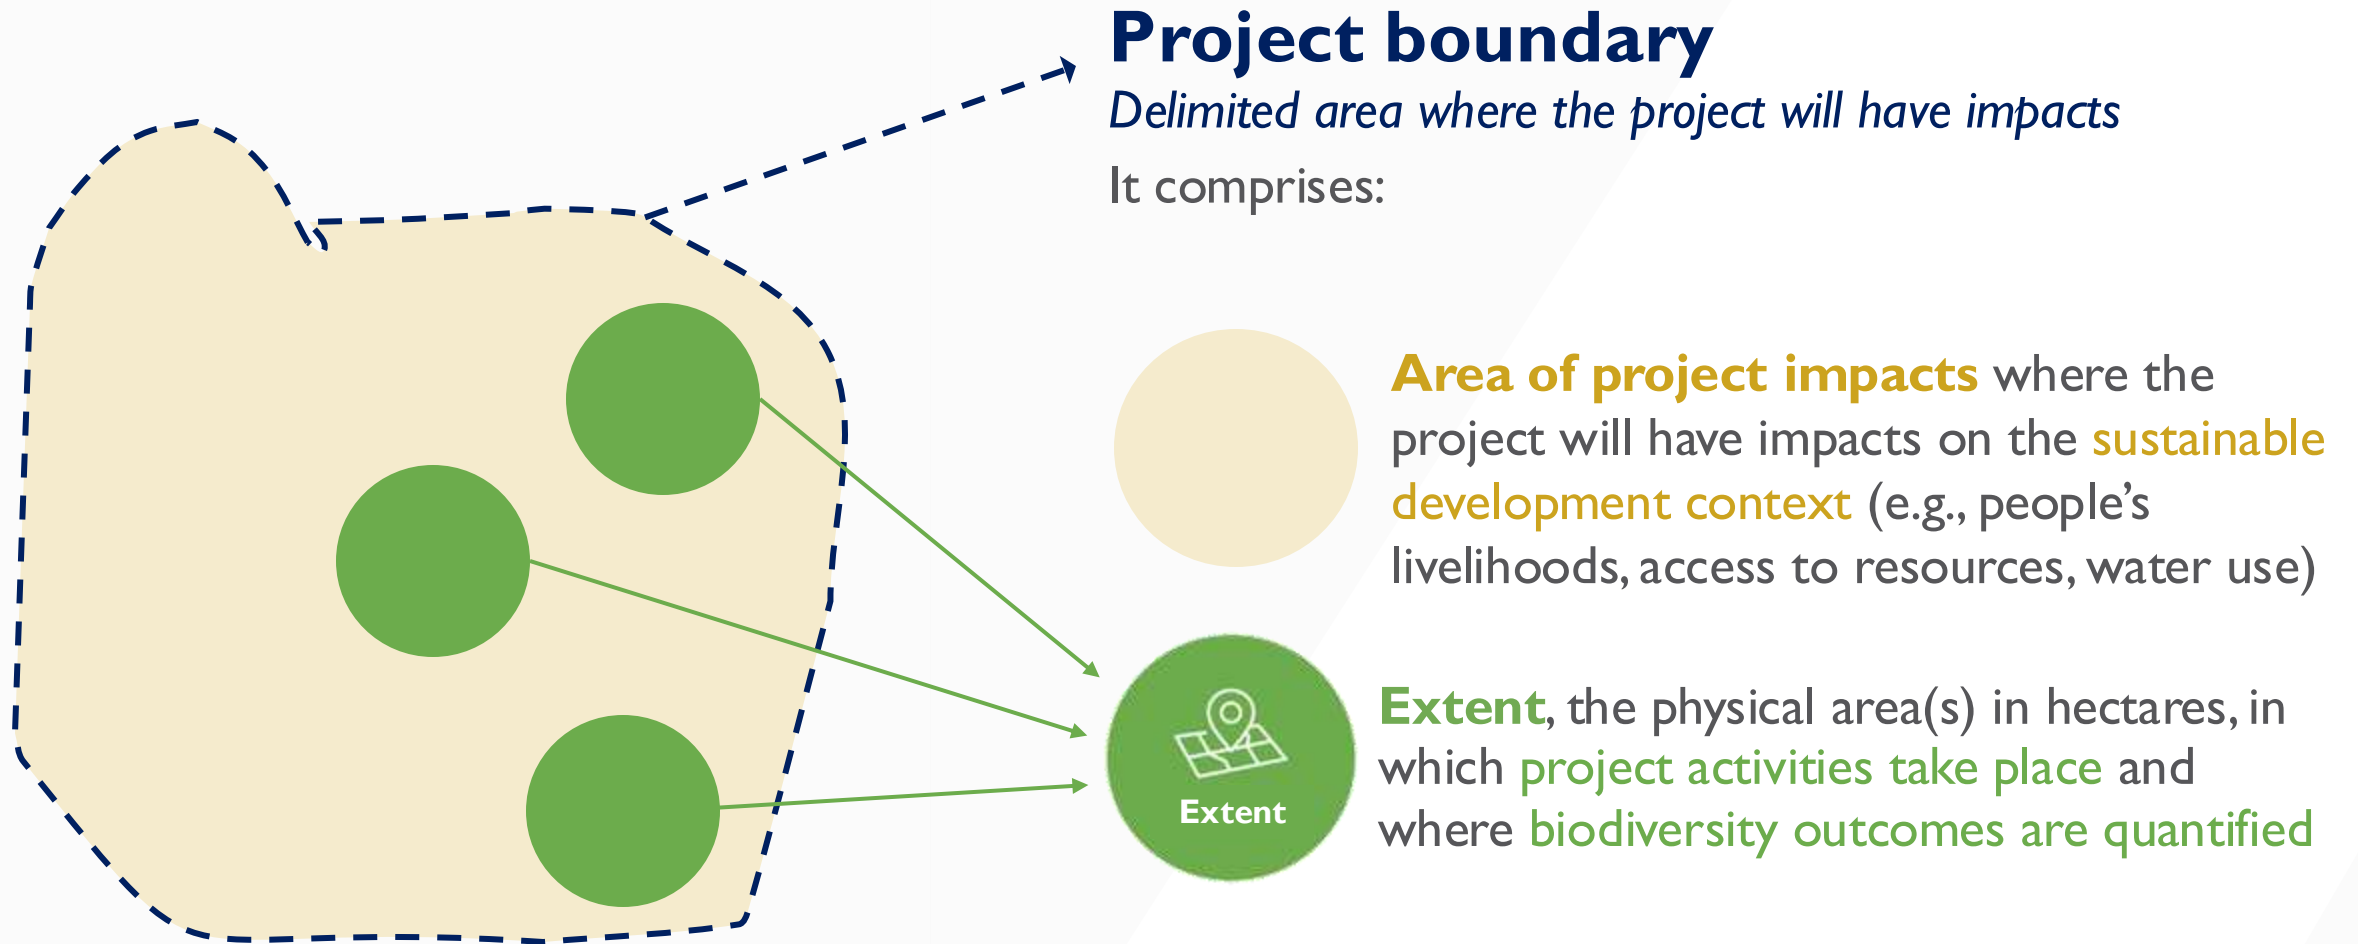 Project boundary
Delimited area where the project will have impacts
It comprises:
Area of project impacts where the
project will have impacts on the sustainable
development context (e.g., people’s
livelihoods, access to resources, water use)
Extent, the physical area(s) in hectares, in
which project activities take place and
where biodiversity outcomes are quantified
Extent